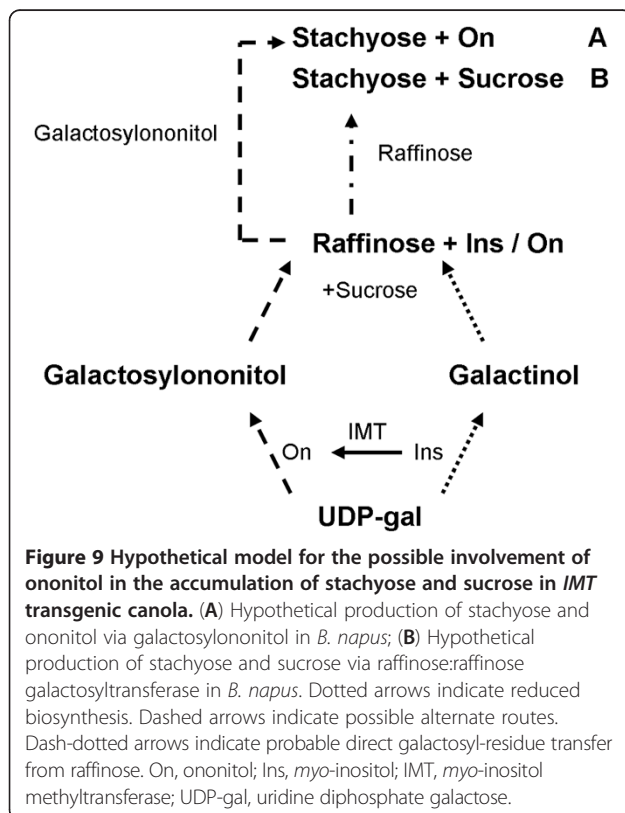 Stachyose + On A
Stachyose + Sucrose B
Galactosylononitol
Raffinose
Raffinose + Ins / On
+Sucrose
Galactosylononitol Galactinol
IMT
On Ins
UDP-gal
Figure 9 Hypothetical model for the possible involvement of
ononitol in the accumulation of stachyose and sucrose in IMT
transgenic canola. (A) Hypothetical production of stachyose and
ononitol via galactosylononitol in B. napus; (B) Hypothetical
production of stachyose and sucrose via raffinose:raffinose
galactosyltransferase in B. napus. Dotted arrows indicate reduced
biosynthesis. Dashed arrows indicate possible alternate routes.
Dash-dotted arrows indicate probable direct galactosyl-residue transfer
from raffinose. On, ononitol; Ins, myo-inositol; IMT, myo-inositol
methyltransferase; UDP-gal, uridine diphosphate galactose.